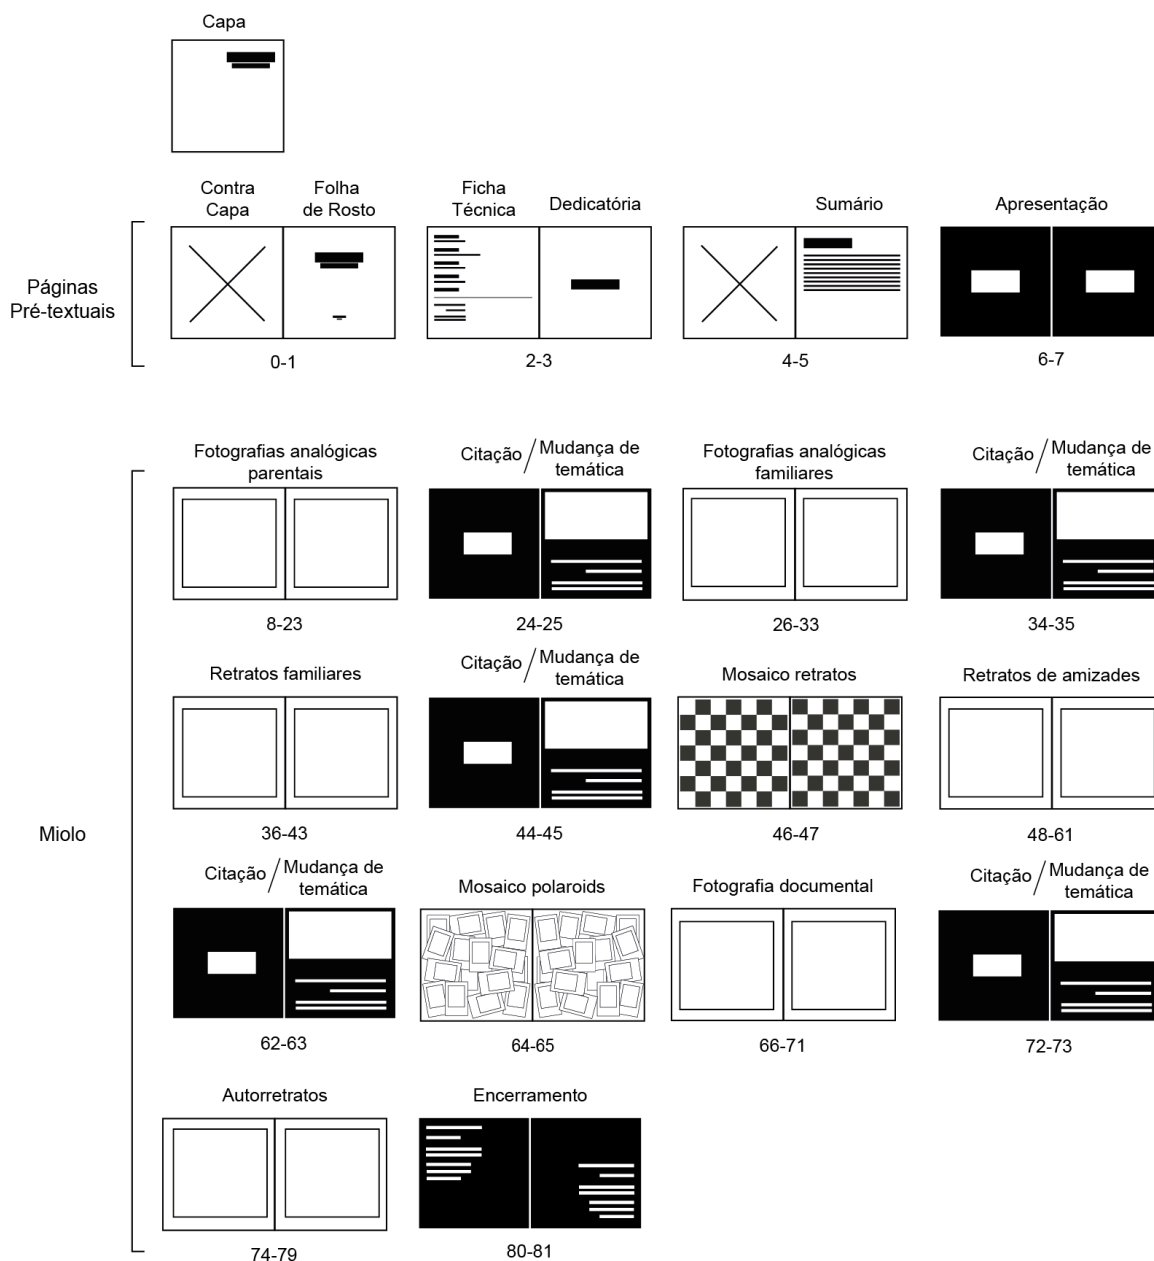 Capa
Contra
Capa
Folha
de Rosto
Ficha
Técnica
Dedicatória
Sumário
Apresentação
Páginas
Pré-textuais
0-1
2-3
4-5
6-7
Fotografias analógicas
parentais
Citação / Mudança de
temática
Fotografias analógicas
familiares
Citação / Mudança de
temática
8-23
24-25
26-33
34-35
Retratos familiares
Citação / Mudança de
temática
Mosaico retratos
Retratos de amizades
Miolo
36-43
44-45
46-47
48-61
Citação / Mudança de
temática
Mosaico polaroids
Fotografia documental
Citação / Mudança de
temática
62-63
64-65
66-71
72-73
Autorretratos
Encerramento
74-79
80-81